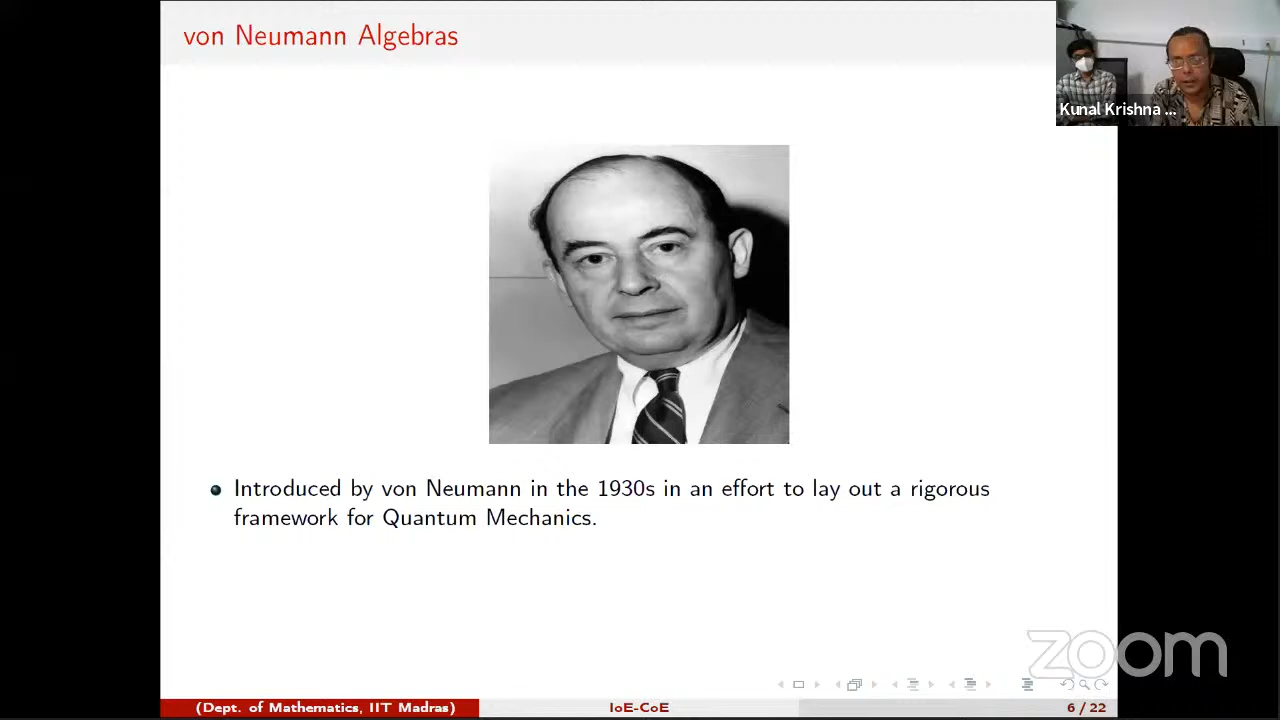 von Neumann Algebras
Kunal Krishna ...
Introduced by von Neumann in the 1930s in an effort to lay out a rigorous
framework for Quantum Mechanics.
zoom
(Dept. of Mathematics, IIT Madras)
IoE-CoE
6 / 22